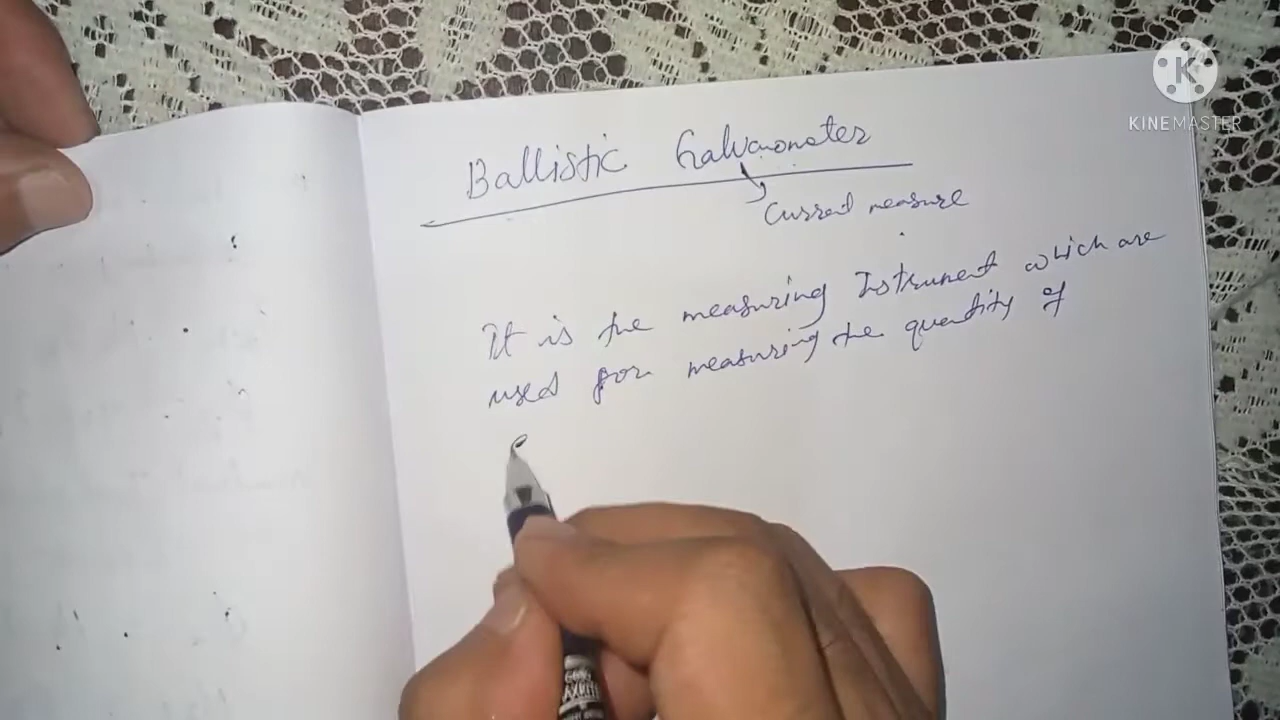 KINEMASTER
Ballistic Galvanometer
Current measure
It is the measuring Instrument which are
used for measuring the quantity of